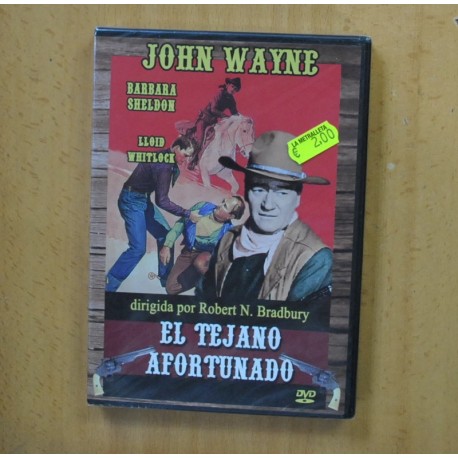 JOHN WAYNE
BARBARA
SHELDON
LA METRALLETA
€ 2,00
LLOID
WHITLOCK
dirigida por Robert N. Bradbury
EL TEJANO
AFORTUNADO
DVD